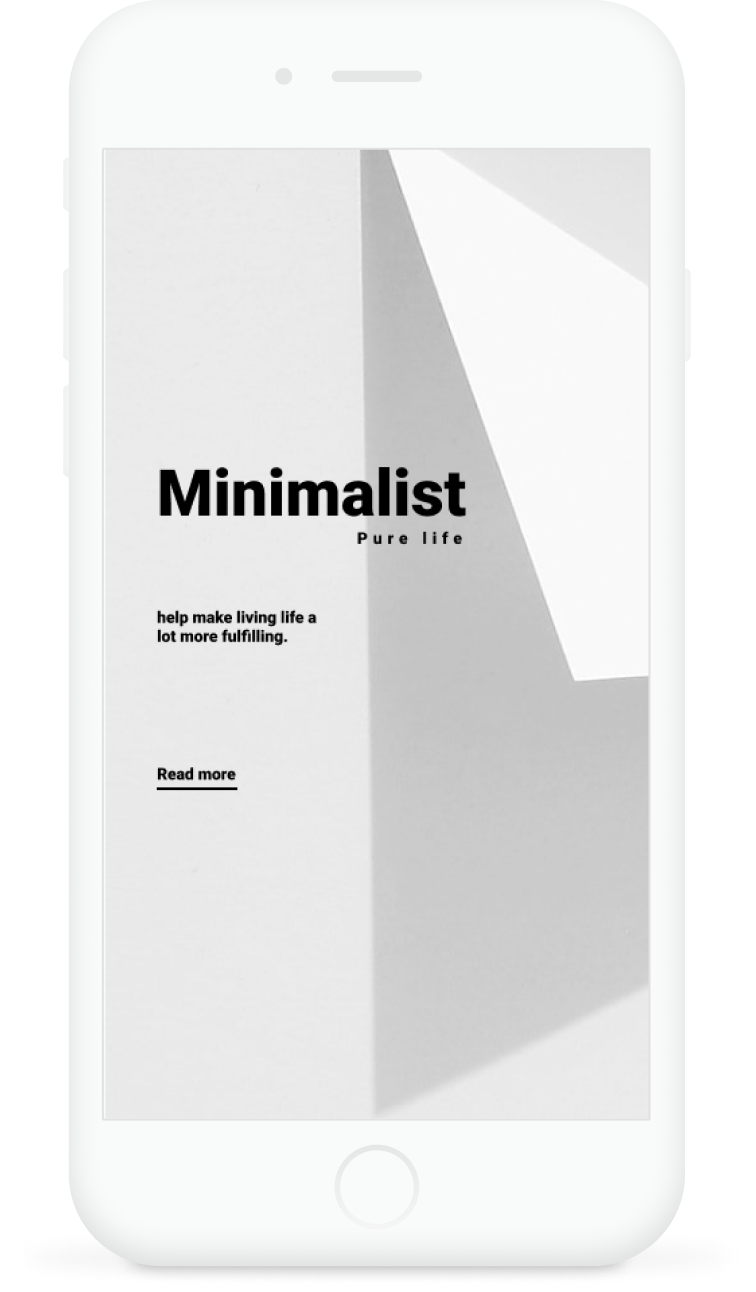 Minimalist
Pure life
help make living life a
lot more fulfilling.
Read more